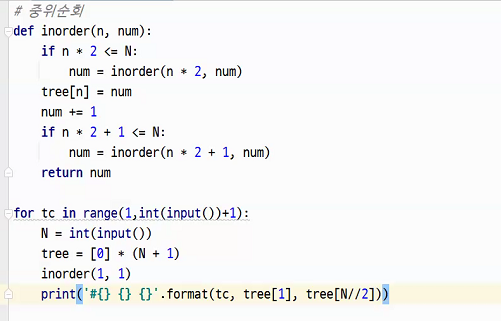 # 중위순회
def inorder(n, num):
    if n * 2 <= N:
        num = inorder(n * 2, num)
    tree[n] = num
    num += 1
    if n * 2 + 1 <= N:
        num = inorder(n * 2 + 1, num)
    return num

for tc in range(1,int(input())+1):
    N = int(input())
    tree = [0] * (N + 1)
    inorder(1, 1)
    print('#{} {} {}'.format(tc, tree[1], tree[N//2]))